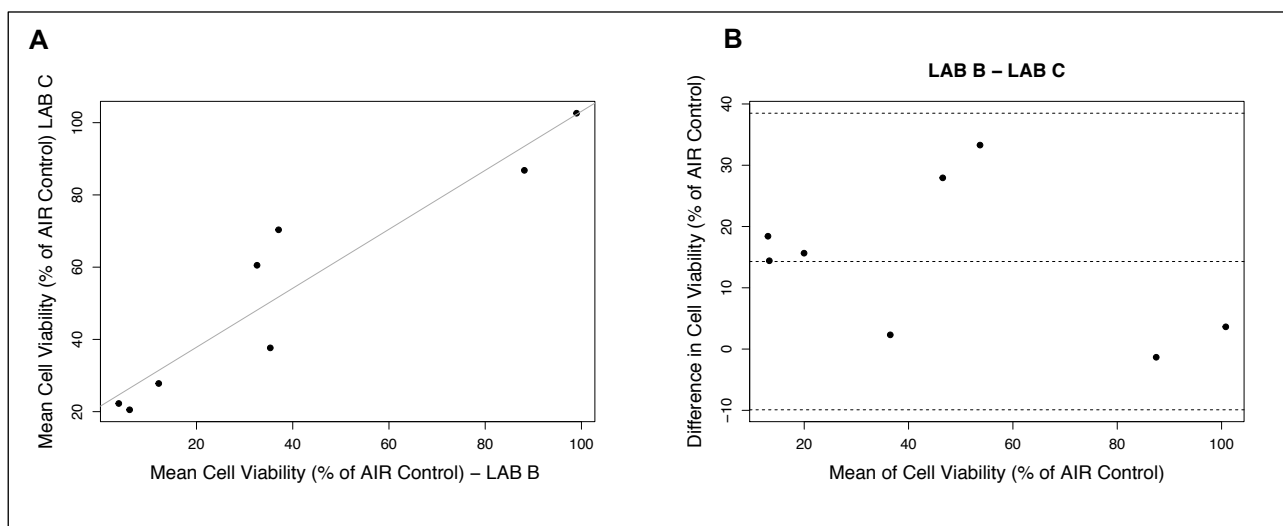 A
Mean Cell Viability (% of AIR Control) LAB C
100
80
60
40
20
20 40 60 80 100
Mean Cell Viability (% of AIR Control) – LAB B
B
LAB B – LAB C
Difference in Cell Viability (% of AIR Control)
40
30
20
10
0
−10
20 40 60 80 100
Mean of Cell Viability (% of AIR Control)